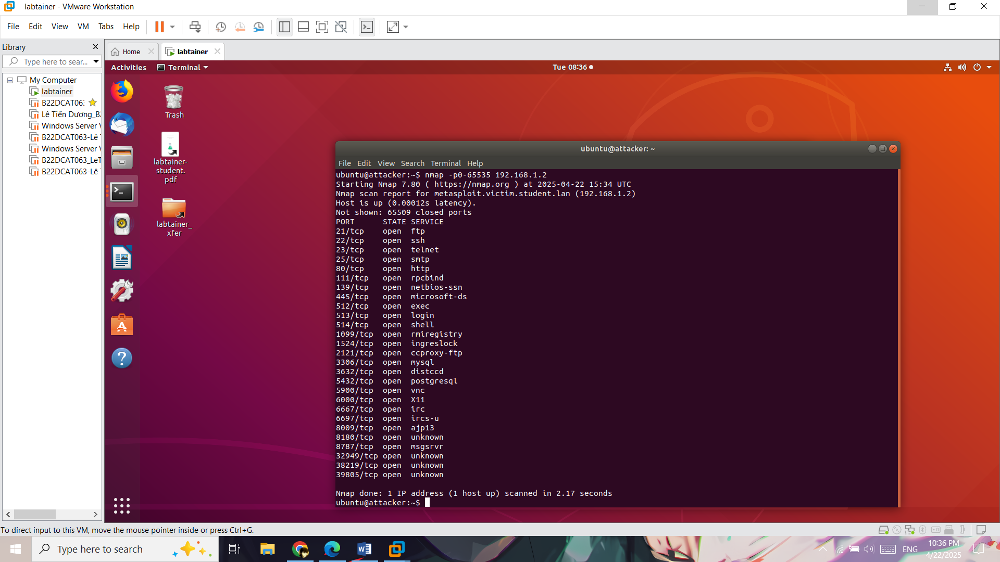 labtainer - VMware Workstation
File Edit View VM Tabs Help
Library
Type here to sear...
Home
labtainer
My Computer
labtainer
B22DCAT063
Lê Tiến Dương_B2
Windows Server V
B22DCAT063-Lê T
Windows Server V
B22DCAT063_LeT
B22DCAT063-Lê T
Activities
Terminal
Tue 08:36
Trash
labtainer-
student.
pdf
labtainer_
xfer
ubuntu@attacker: ~
File Edit View Search Terminal Help
ubuntu@attacker:~$ nmap -p0-65535 192.168.1.2
Starting Nmap 7.80 ( https://nmap.org ) at 2025-04-22 15:34 UTC
Nmap scan report for metasploit.victim.student.lan (192.168.1.2)
Host is up (0.00012s latency).
Not shown: 65509 closed ports
PORT STATE SERVICE
21/tcp open ftp
22/tcp open ssh
23/tcp open telnet
25/tcp open smtp
80/tcp open http
111/tcp open rpcbind
139/tcp open netbios-ssn
445/tcp open microsoft-ds
512/tcp open exec
513/tcp open login
514/tcp open shell
1099/tcp open rmiregistry
1524/tcp open ingreslock
2121/tcp open ccproxy-ftp
3306/tcp open mysql
3632/tcp open distccd
5432/tcp open postgresql
5900/tcp open vnc
6000/tcp open X11
6667/tcp open irc
6697/tcp open ircs-u
8009/tcp open ajp13
8180/tcp open unknown
8787/tcp open msgsrvr
32949/tcp open unknown
38219/tcp open unknown
39805/tcp open unknown
Nmap done: 1 IP address (1 host up) scanned in 2.17 seconds
ubuntu@attacker:~$
To direct input to this VM, move the mouse pointer inside or press Ctrl+G.
Type here to search
ENG
10:36 PM
4/22/2025